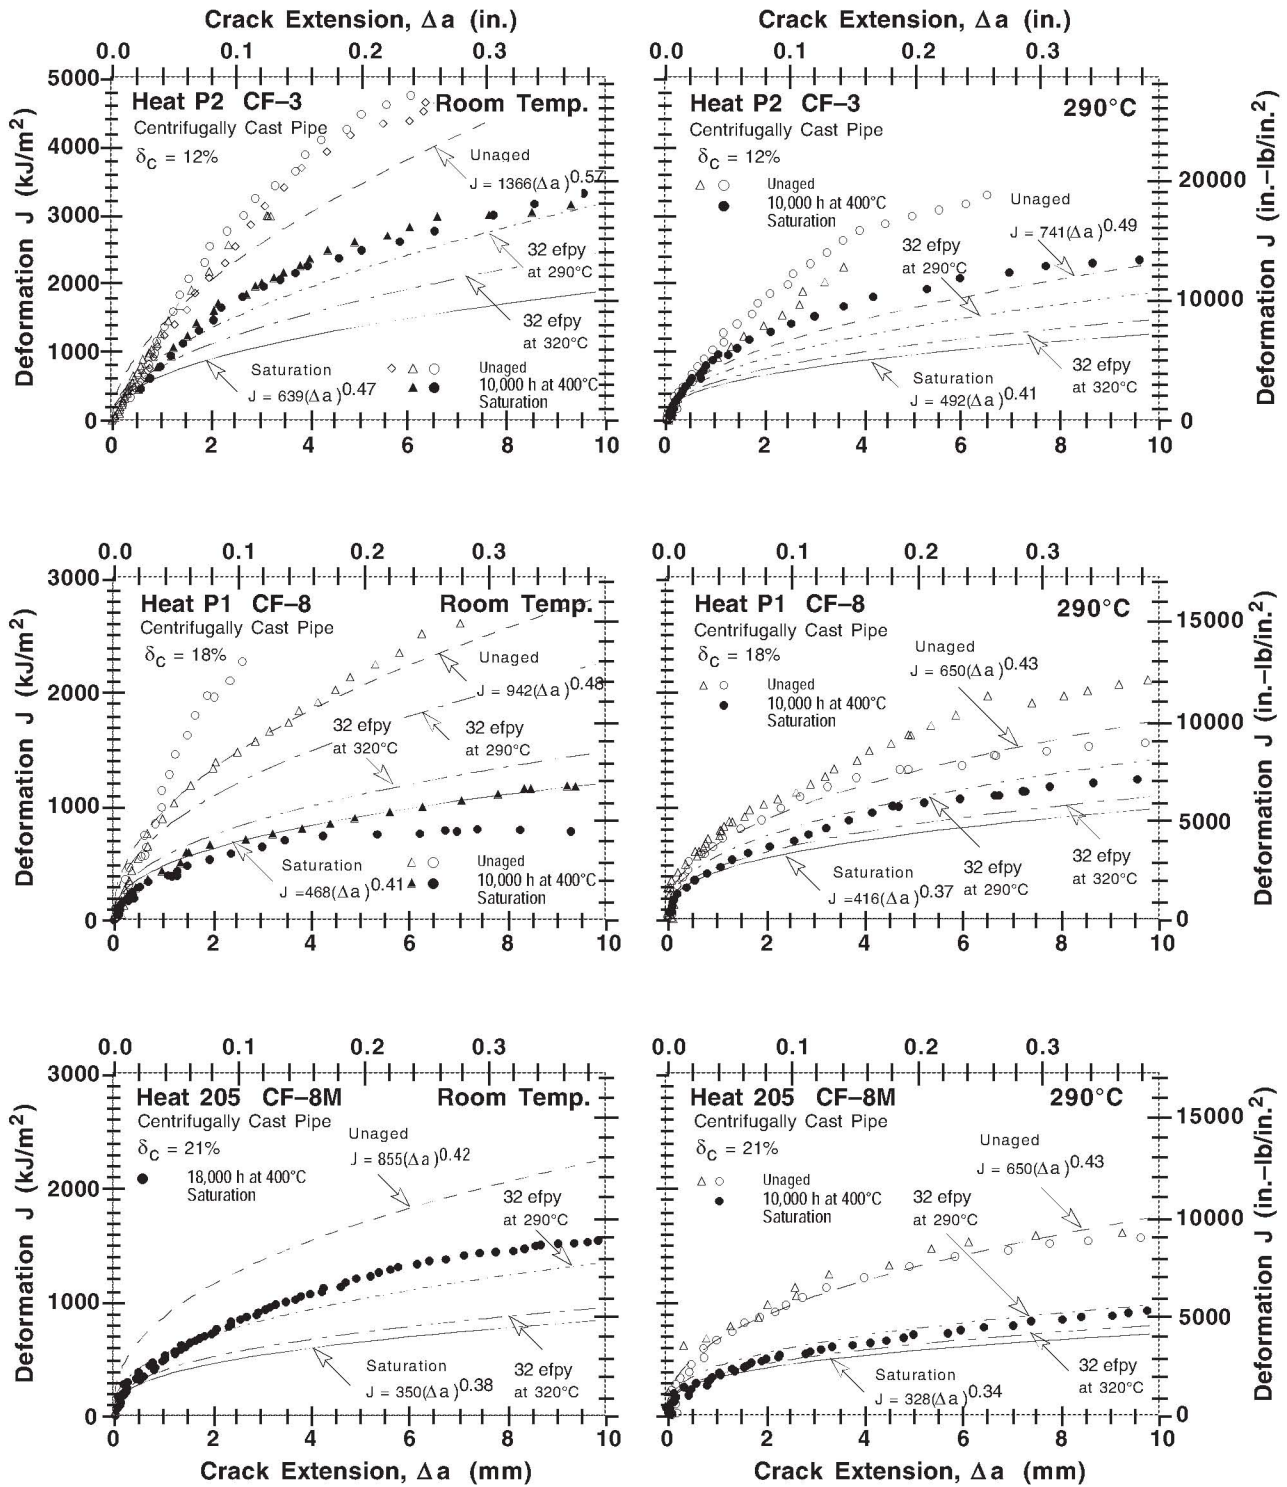 Crack Extension, Δa (in.)
Crack Extension, Δa (in.)
0.0 0.1 0.2 0.3
0.0 0.1 0.2 0.3
Deformation J (kJ/m²)
5000
4000
3000
2000
1000
0
Heat P2 CF–3 Room Temp.
Centrifugally Cast Pipe
δC = 12%
Unaged
J = 1366(Δa)^0.57
32 efpy
at 290°C
32 efpy
at 320°C
Saturation
J = 639(Δa)^0.47
Unaged
10,000 h at 400°C
Saturation
0 2 4 6 8 10
Heat P2 CF–3 290°C
Centrifugally Cast Pipe
δC = 12%
Unaged
10,000 h at 400°C
Saturation
Unaged
J = 741(Δa)^0.49
32 efpy
at 290°C
32 efpy
at 320°C
Saturation
J = 492(Δa)^0.41
0 2 4 6 8 10
20000
10000
0
Deformation J (in.–lb/in.²)
0.0 0.1 0.2 0.3
0.0 0.1 0.2 0.3
Deformation J (kJ/m²)
3000
2000
1000
0
Heat P1 CF–8 Room Temp.
Centrifugally Cast Pipe
δC = 18%
Unaged
J = 942(Δa)^0.48
32 efpy
at 320°C
32 efpy
at 290°C
Saturation
J =468(Δa)^0.41
Unaged
10,000 h at 400°C
Saturation
0 2 4 6 8 10
Heat P1 CF–8 290°C
Centrifugally Cast Pipe
δC = 18%
Unaged
10,000 h at 400°C
Saturation
Unaged
J = 650(Δa)^0.43
Saturation
J =416(Δa)^0.37
32 efpy
at 290°C
32 efpy
at 320°C
0 2 4 6 8 10
15000
10000
5000
0
Deformation J (in.–lb/in.²)
0.0 0.1 0.2 0.3
0.0 0.1 0.2 0.3
Deformation J (kJ/m²)
3000
2000
1000
0
Heat 205 CF–8M Room Temp.
Centrifugally Cast Pipe
δC = 21%
18,000 h at 400°C
Saturation
Unaged
J = 855(Δa)^0.42
32 efpy
at 290°C
Saturation
J = 350(Δa)^0.38
32 efpy
at 320°C
0 2 4 6 8 10
Heat 205 CF–8M 290°C
Centrifugally Cast Pipe
δC = 21%
Unaged
10,000 h at 400°C
Saturation
Unaged
J = 650(Δa)^0.43
32 efpy
at 290°C
Saturation
J = 328(Δa)^0.34
32 efpy
at 320°C
0 2 4 6 8 10
15000
10000
5000
0
Deformation J (in.–lb/in.²)
Crack Extension, Δa (mm)
Crack Extension, Δa (mm)